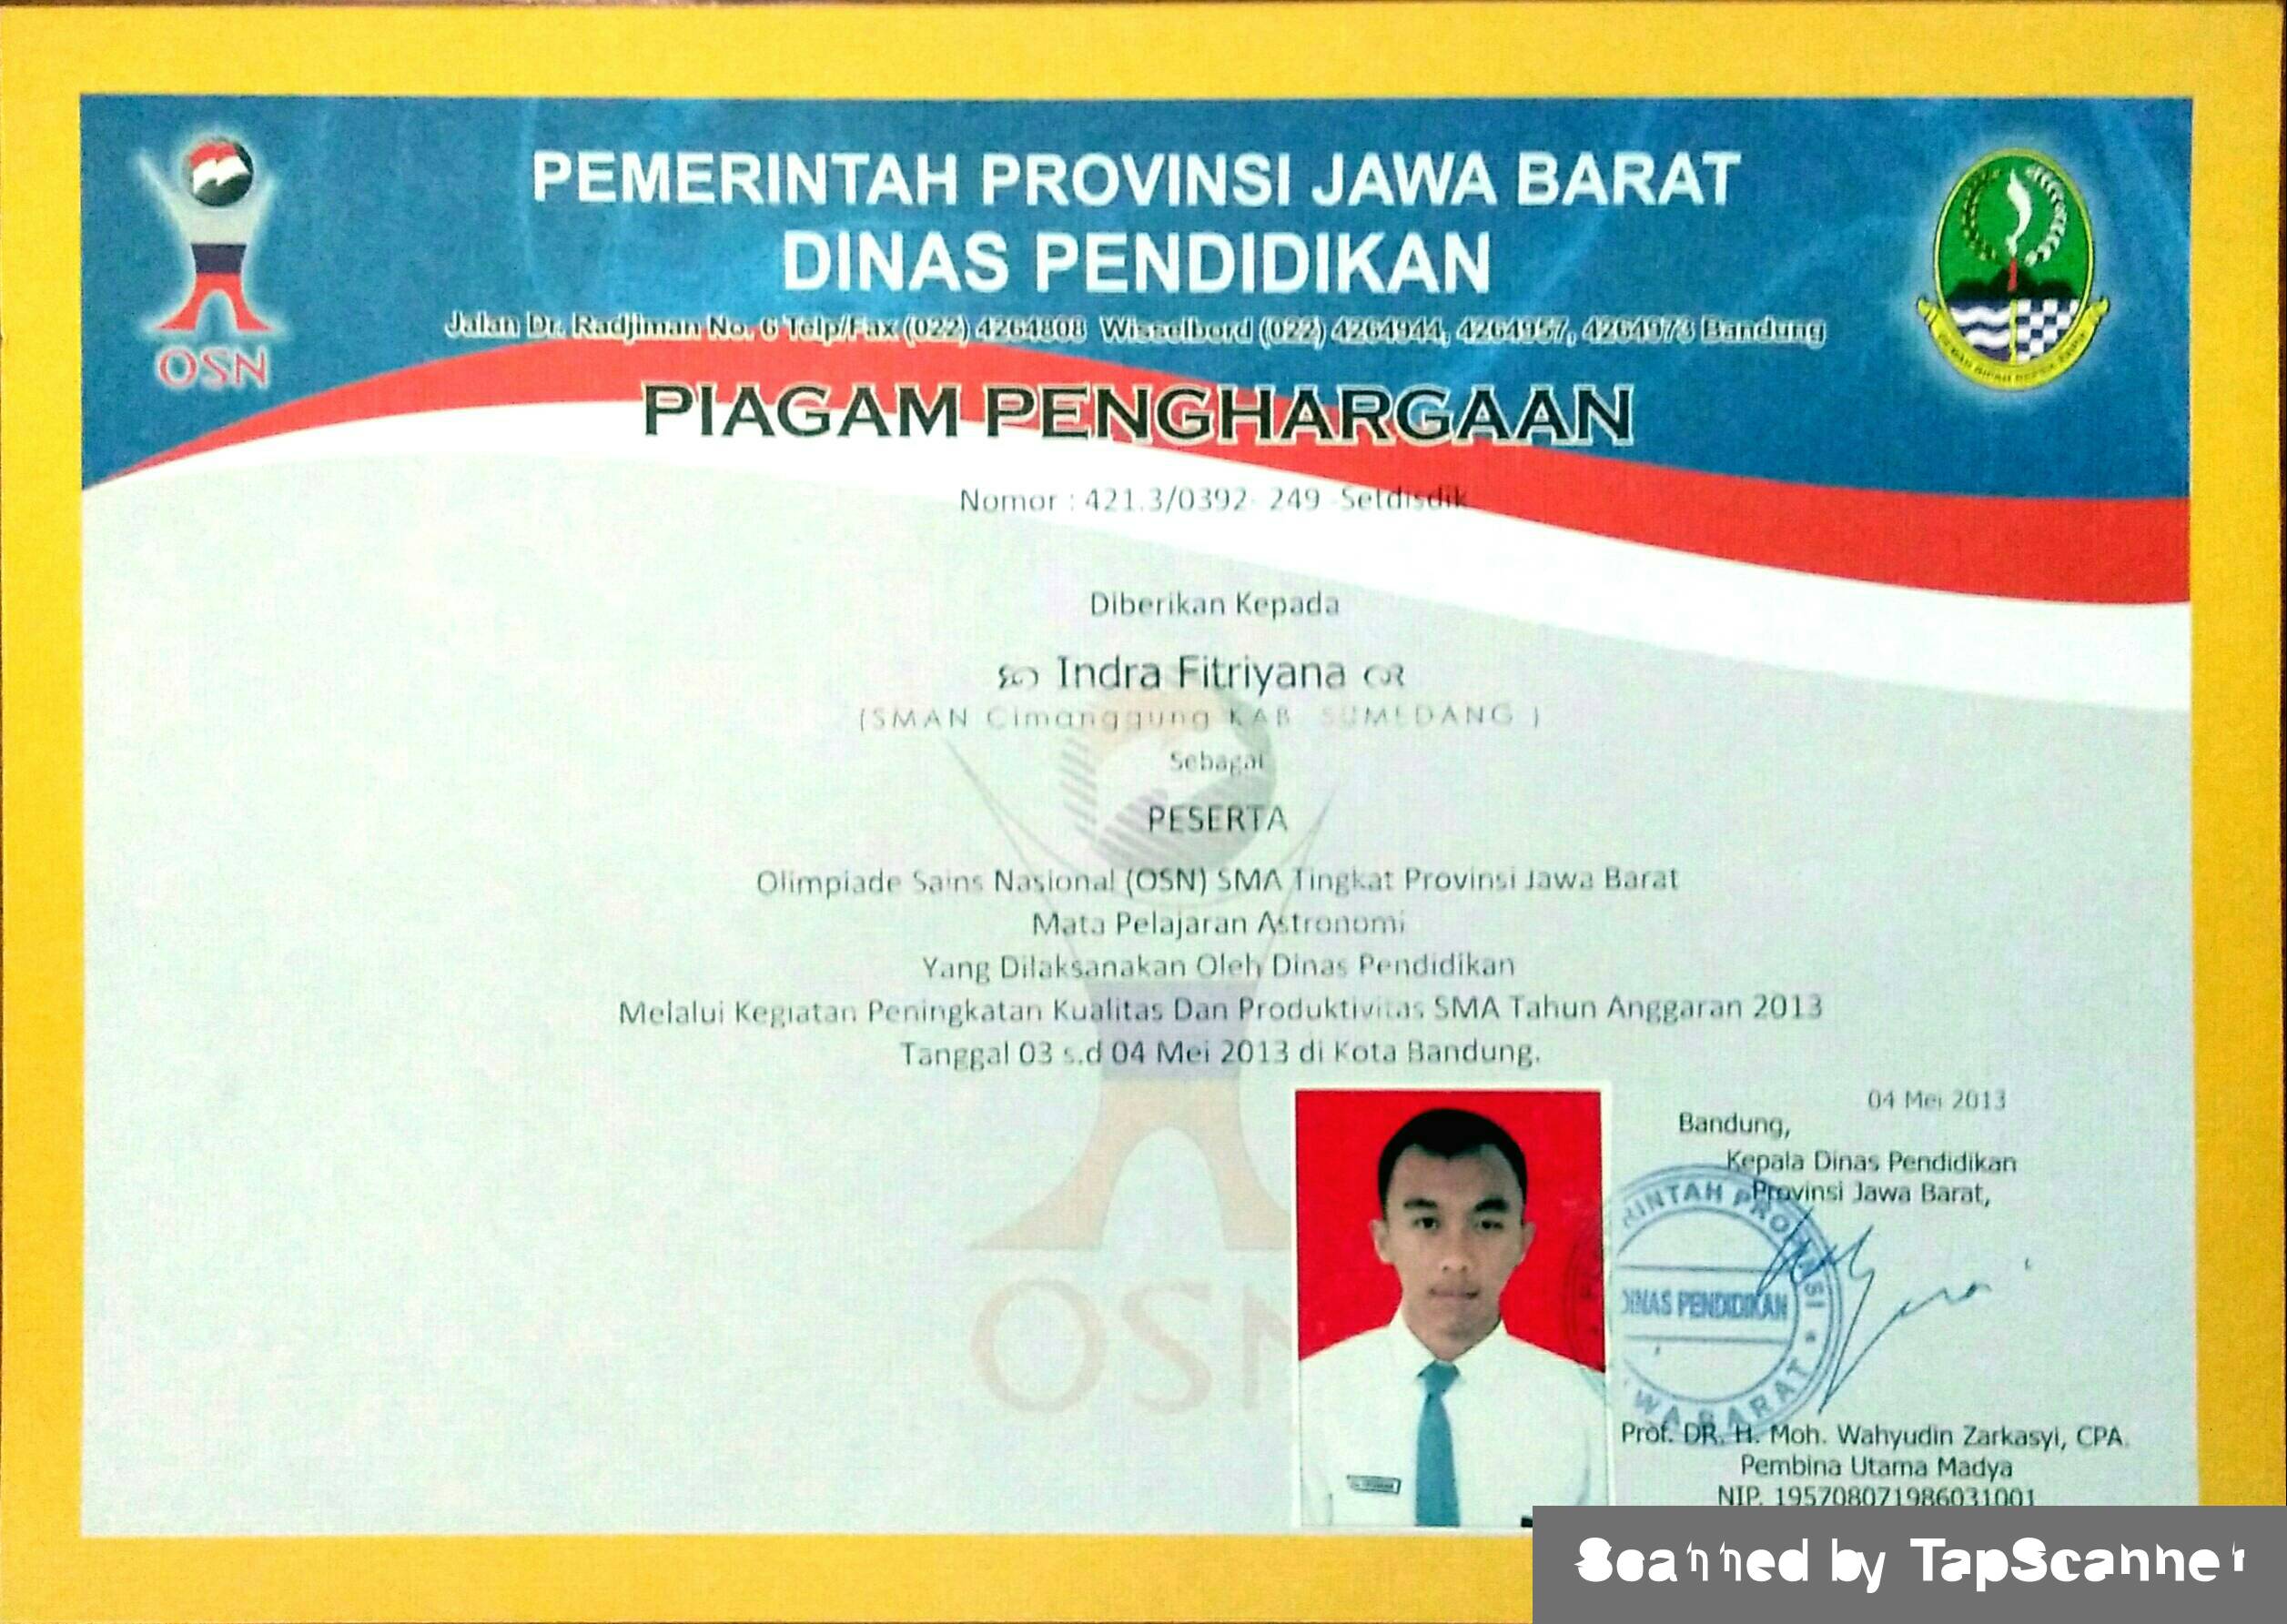 PEMERINTAH PROVINSI JAWA BARAT
DINAS PENDIDIKAN
Jalan Dr. Radjiman No. 6 Telp/Fax (022) 4264808 Wisselbord (022) 4264944, 4264957, 4264973 Bandung
OSN
PIAGAM PENGHARGAAN
Nomor : 421.3/0392- 249 -Setdisdik
Diberikan Kepada
Indra Fitriyana
(SMAN Cimanggung KAB. SUMEDANG )
Sebagai
PESERTA
Olimpiade Sains Nasional (OSN) SMA Tingkat Provinsi Jawa Barat
Mata Pelajaran Astronomi
Yang Dilaksanakan Oleh Dinas Pendidikan
Melalui Kegiatan Peningkatan Kualitas Dan Produktivitas SMA Tahun Anggaran 2013
Tanggal 03 s.d 04 Mei 2013 di Kota Bandung.
04 Mei 2013
Bandung,
Kepala Dinas Pendidikan
Provinsi Jawa Barat,
RINTAH PROVINSI
DINAS PENDIDIKAN
WA BARAT
OSN
Prof. DR. H. Moh. Wahyudin Zarkasyi, CPA.
Pembina Utama Madya
NIP. 195708071986031001
Scanned by TapScanner